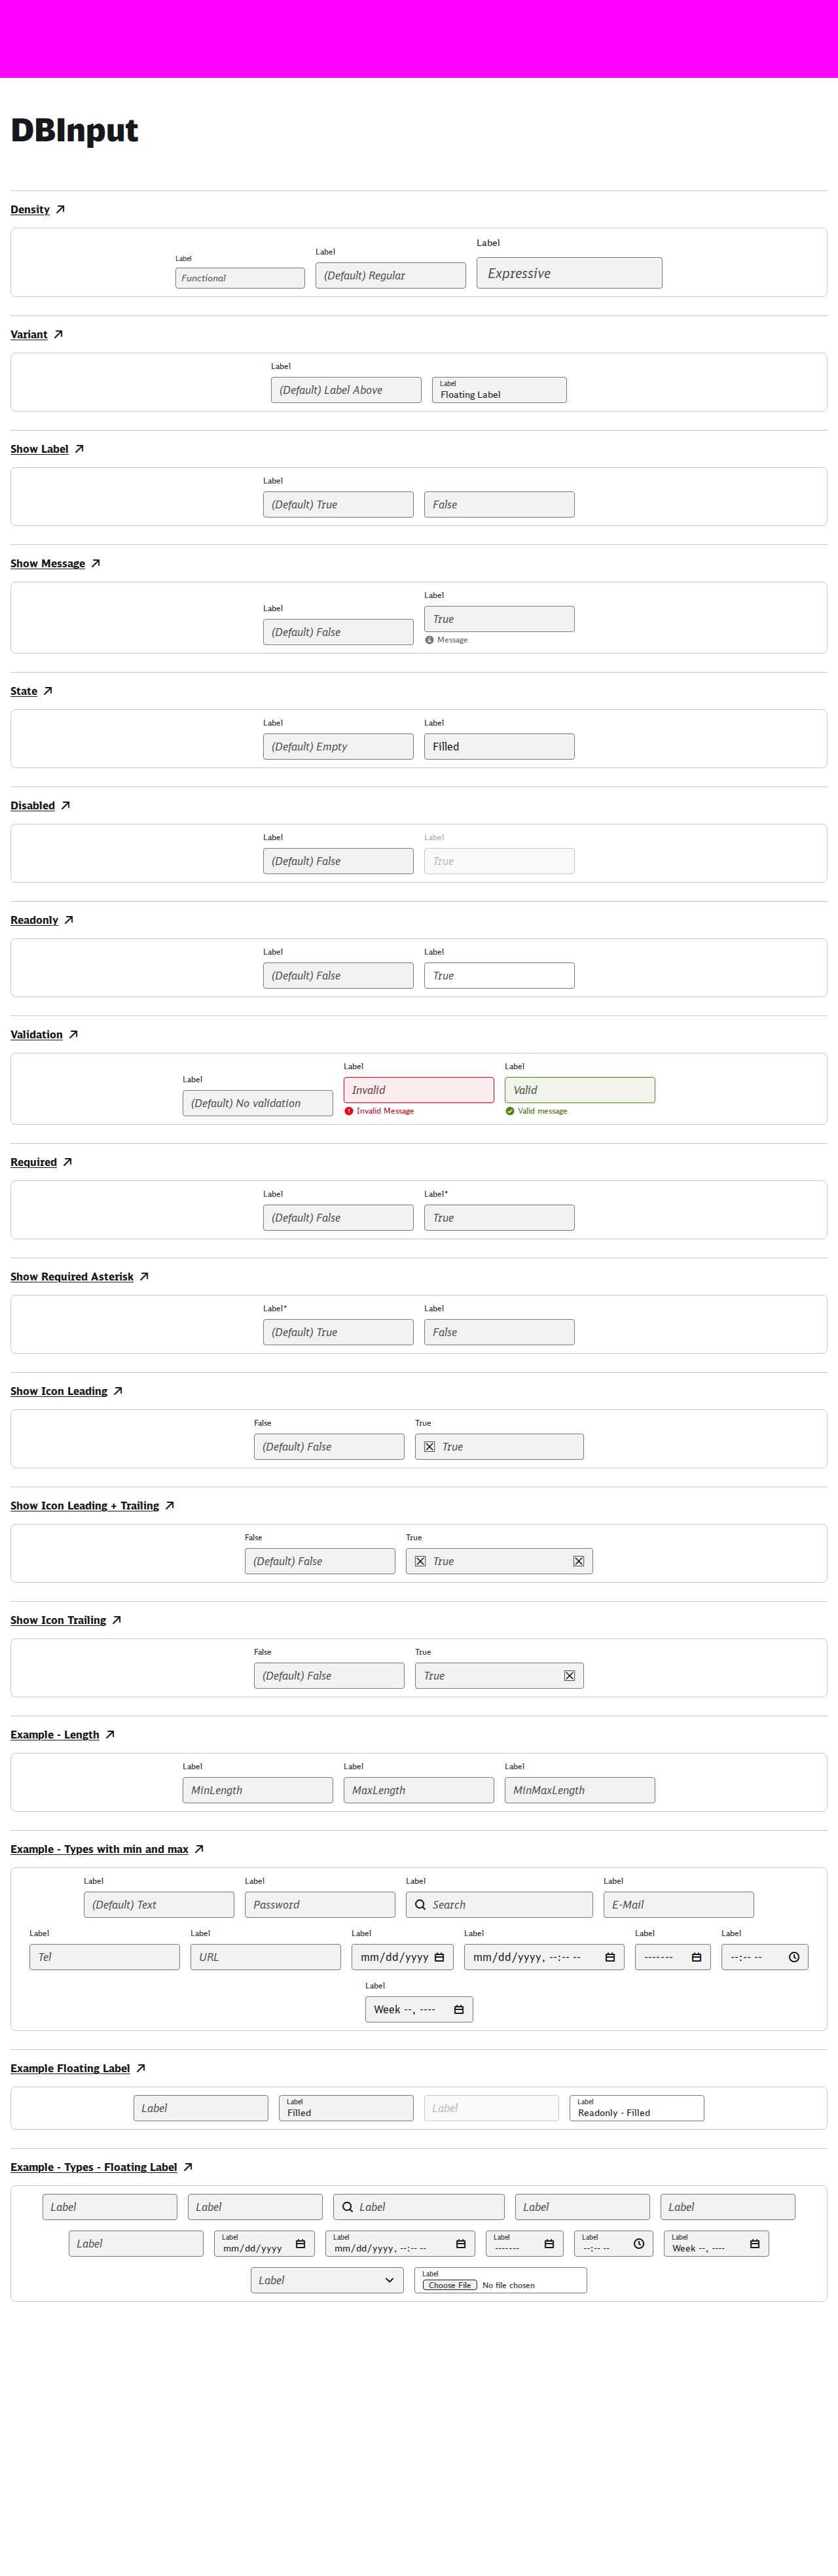 DBInput
Density
Label Label Label
Functional (Default) Regular Expressive
Variant
Label Label
(Default) Label Above Floating Label
Show Label
Label
(Default) True False
Show Message
Label Label
(Default) False True
Message
State
Label Label
(Default) Empty Filled
Disabled
Label Label
(Default) False True
Readonly
Label Label
(Default) False True
Validation
Label Label Label
(Default) No validation Invalid Valid
Invalid Message Valid message
Required
Label Label*
(Default) False True
Show Required Asterisk
Label* Label
(Default) True False
Show Icon Leading
False True
(Default) False True
Show Icon Leading + Trailing
False True
(Default) False True
Show Icon Trailing
False True
(Default) False True
Example - Length
Label Label Label
MinLength MaxLength MinMaxLength
Example - Types with min and max
Label Label Label Label
(Default) Text Password Search E-Mail
Label Label Label Label Label Label
Tel URL mm/dd/yyyy mm/dd/yyyy, --:-- -- ------- --:-- --
Label
Week --, ----
Example Floating Label
Label Label Label Label
Filled Readonly - Filled
Example - Types - Floating Label
Label Label Label Label Label
Label Label Label Label Label Label
mm/dd/yyyy mm/dd/yyyy, --:-- -- ------- --:-- -- Week --, ----
Label Label
Choose File No file chosen